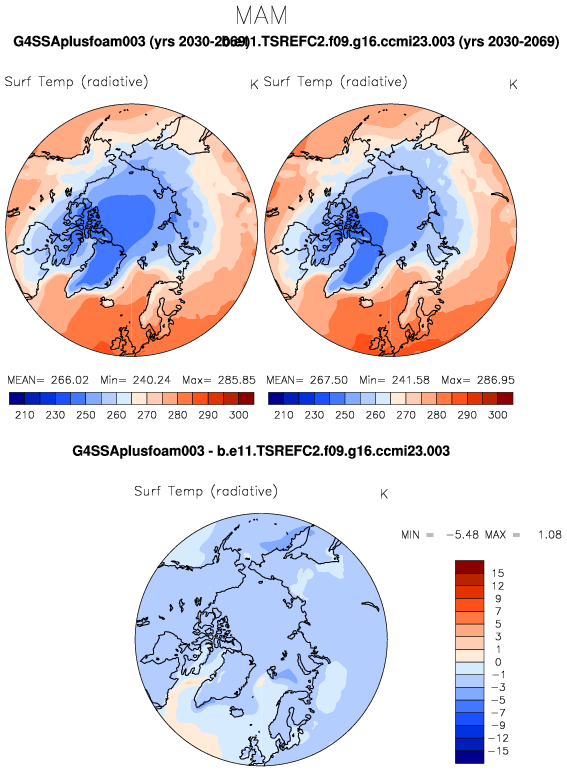 MAM
G4SSAplusfoam003 (yrs 2030-2069) b.e11.TSREFC2.f09.g16.ccmi23.003 (yrs 2030-2069)
Surf Temp (radiative) K Surf Temp (radiative) K
MEAN= 266.02 Min= 240.24 Max= 285.85 MEAN= 267.50 Min= 241.58 Max= 286.95
210 230 250 260 270 280 290 300 210 230 250 260 270 280 290 300
G4SSAplusfoam003 - b.e11.TSREFC2.f09.g16.ccmi23.003
Surf Temp (radiative) K
MIN = -5.48 MAX = 1.08
15
12
9
7
5
3
1
0
-1
-3
-5
-7
-9
-12
-15